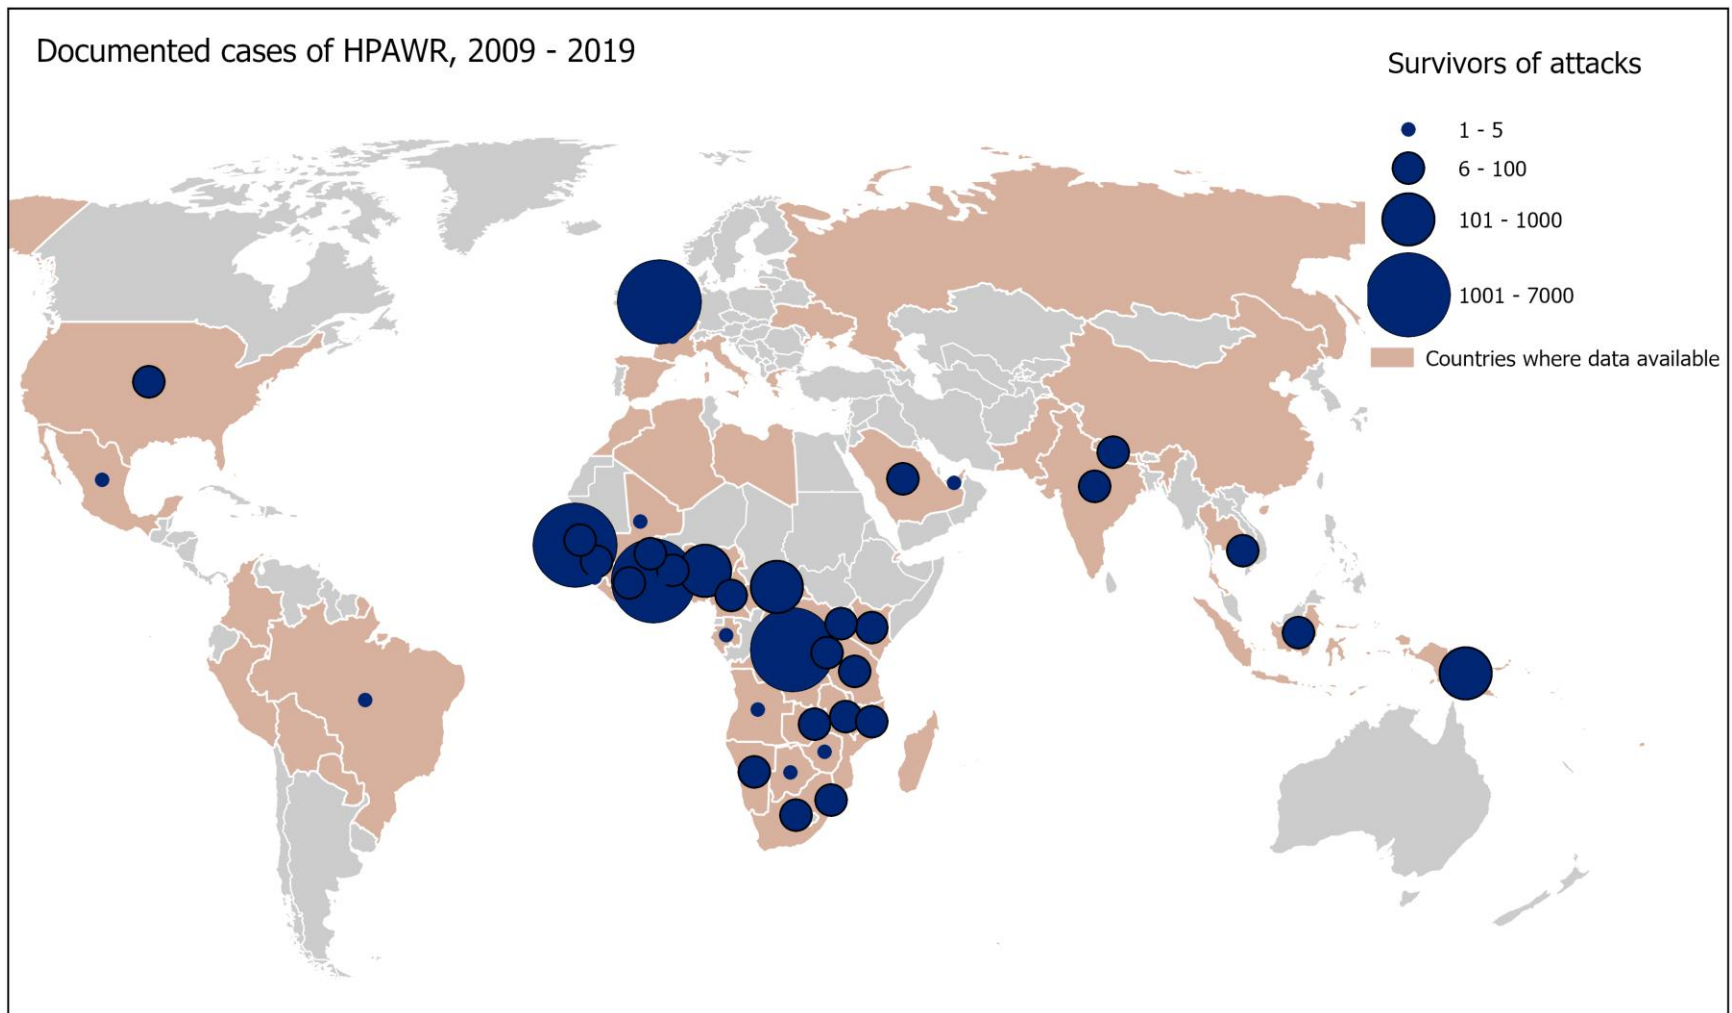 Documented cases of HPAWR, 2009 - 2019
Survivors of attacks
1 - 5
6 - 100
101 - 1000
1001 - 7000
Countries where data available